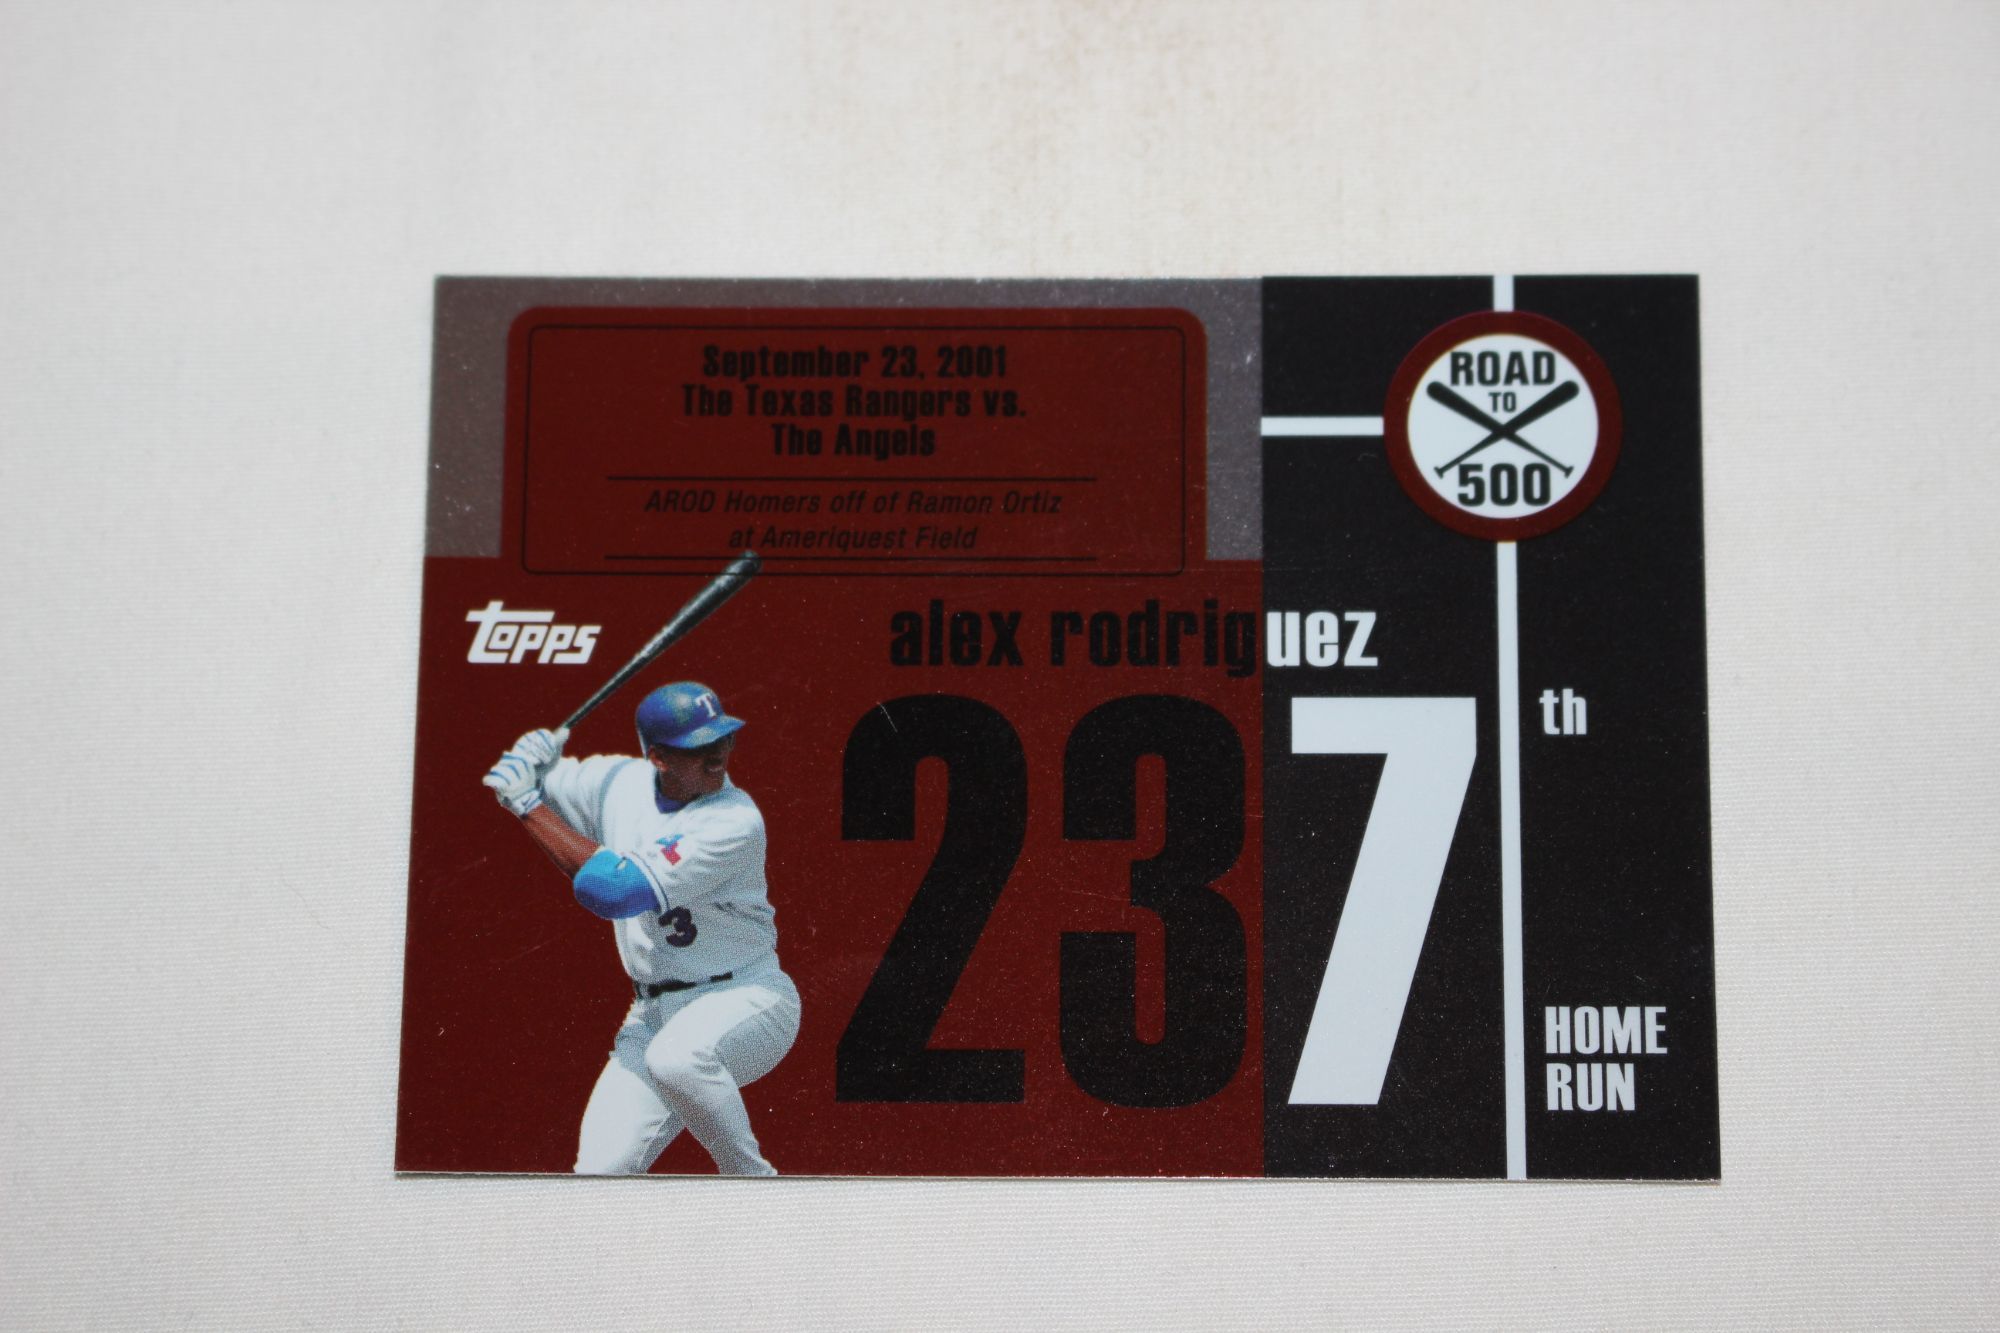 September 23, 2001
The Texas Rangers vs.
The Angels
AROD Homers off of Ramon Ortiz
at Ameriquest Field
ROAD
TO
500
TOPPS
alex rodriguez
237
th
HOME
RUN
T
3